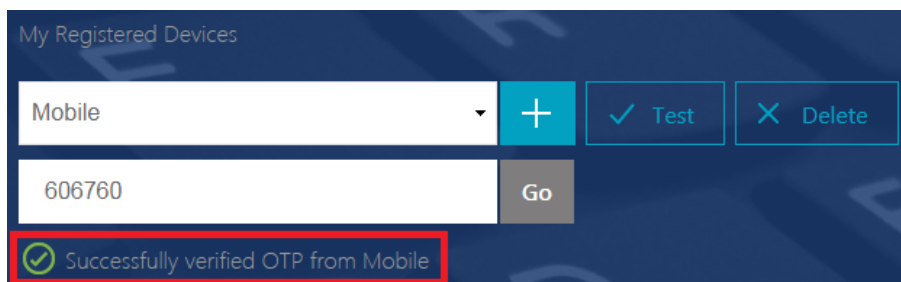 My Registered Devices
Mobile Test Delete
606760 Go
Successfully verified OTP from Mobile